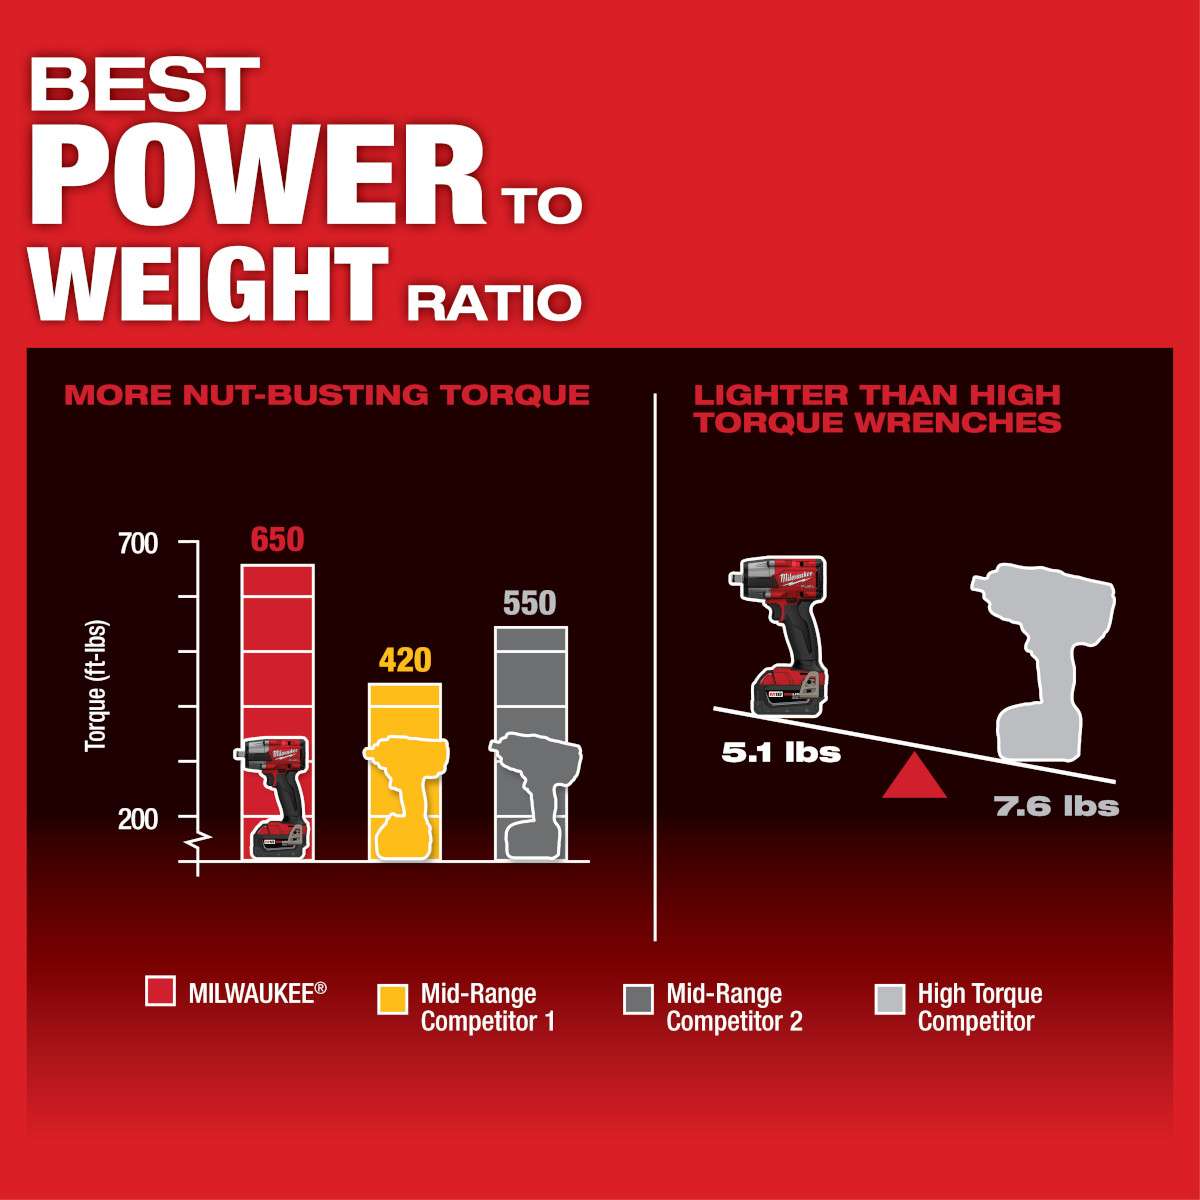 BEST
POWER TO
WEIGHT RATIO
MORE NUT-BUSTING TORQUE
700
200
Torque (ft-lbs)
650
420
550
Milwaukee
LIGHTER THAN HIGH
TORQUE WRENCHES
Milwaukee
5.1 lbs
7.6 lbs
MILWAUKEE®
Mid-Range
Competitor 1
Mid-Range
Competitor 2
High Torque
Competitor